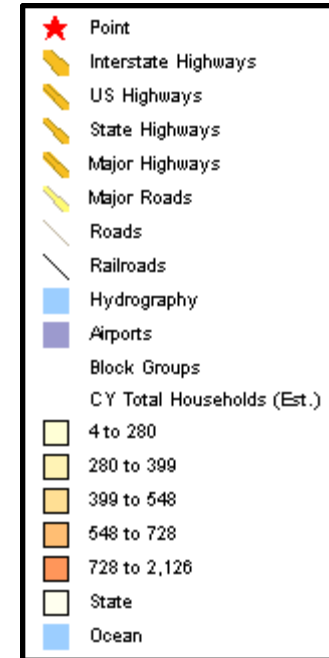 Point
Interstate Highways
US Highways
State Highways
Major Highways
Major Roads
Roads
Railroads
Hydrography
Airports
Block Groups
CY Total Households (Est.)
4 to 280
280 to 399
399 to 548
548 to 728
728 to 2,126
State
Ocean